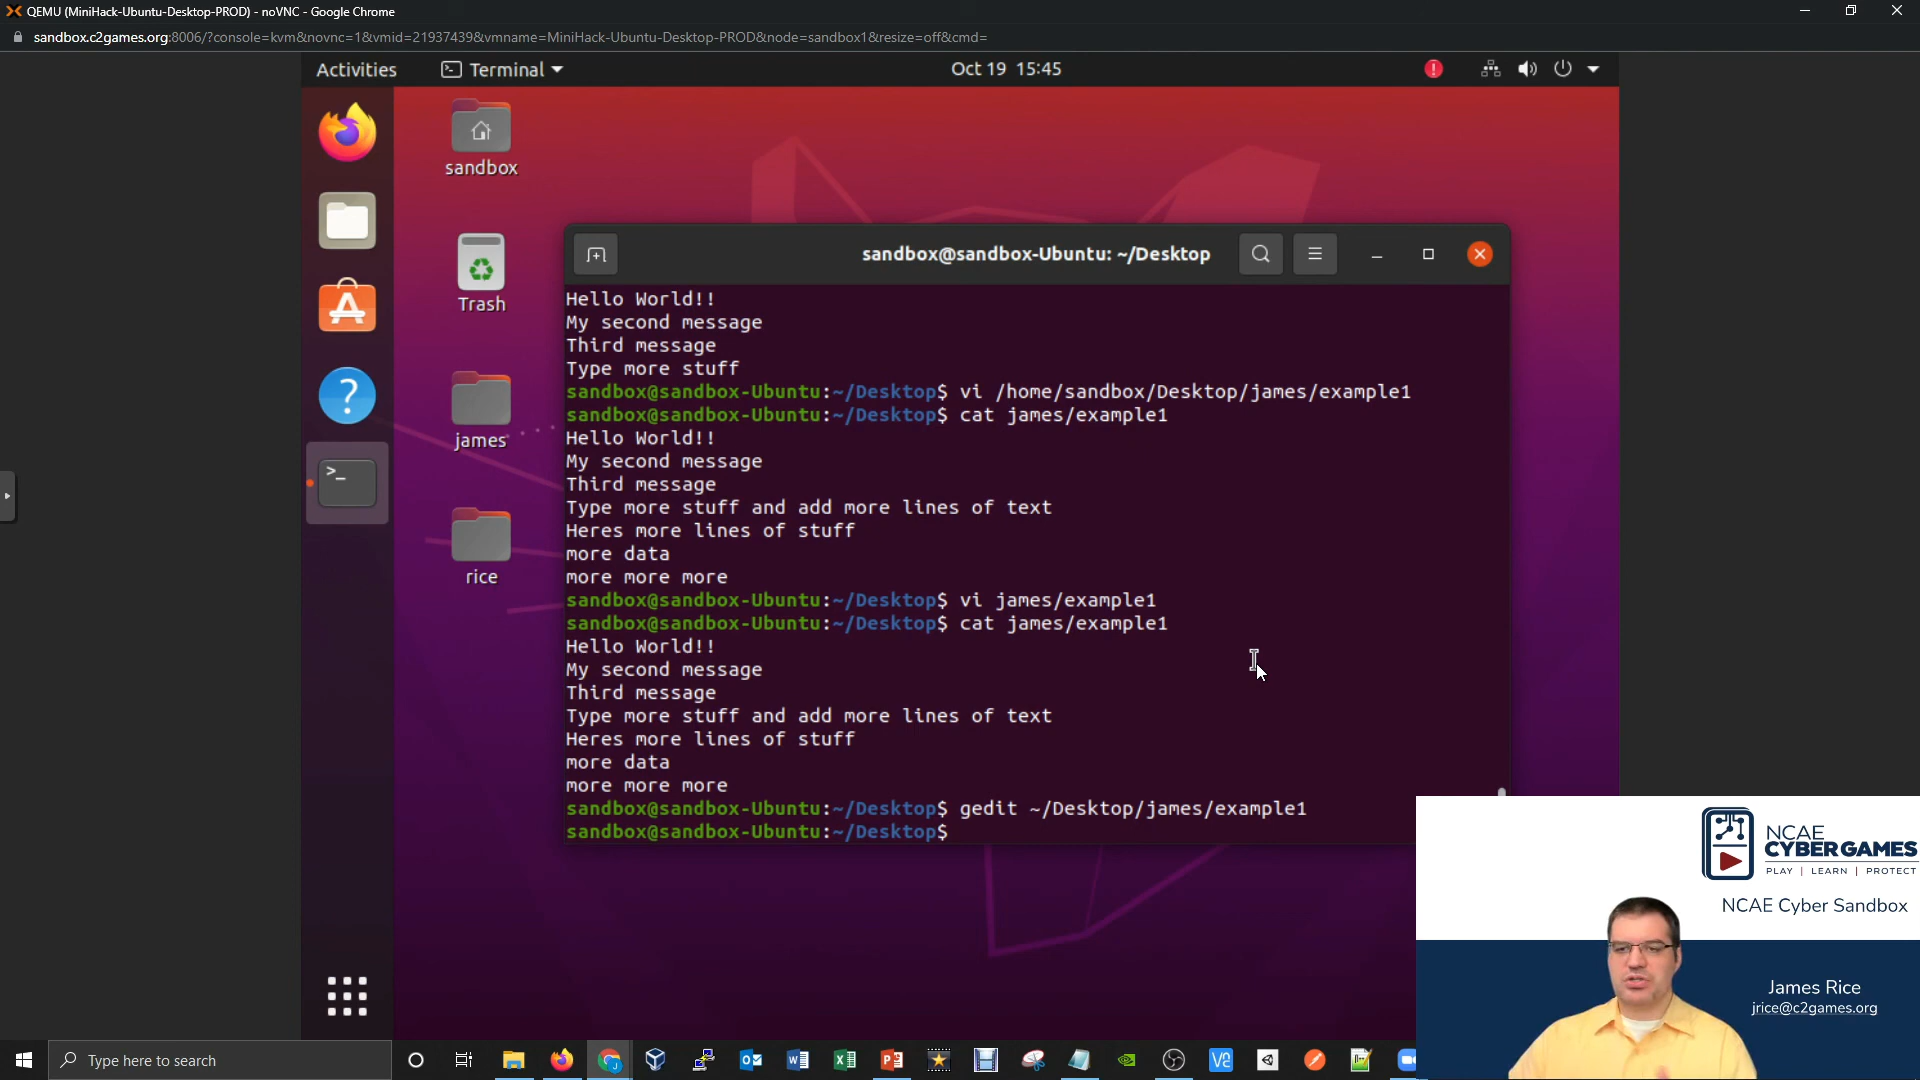 QEMU (MiniHack-Ubuntu-Desktop-PROD) - noVNC - Google Chrome
sandbox.c2games.org:8006/?console=kvm&novnc=1&vmid=21937439&vmname=MiniHack-Ubuntu-Desktop-PROD&node=sandbox1&resize=off&cmd=
Activities
Terminal
Oct 19 15:45
sandbox
Trash
james
rice
sandbox@sandbox-Ubuntu: ~/Desktop
Hello World!!
My second message
Third message
Type more stuff
sandbox@sandbox-Ubuntu:~/Desktop$ vi /home/sandbox/Desktop/james/example1
sandbox@sandbox-Ubuntu:~/Desktop$ cat james/example1
Hello World!!
My second message
Third message
Type more stuff and add more lines of text
Heres more lines of stuff
more data
more more more
sandbox@sandbox-Ubuntu:~/Desktop$ vi james/example1
sandbox@sandbox-Ubuntu:~/Desktop$ cat james/example1
Hello World!!
My second message
Third message
Type more stuff and add more lines of text
Heres more lines of stuff
more data
more more more
sandbox@sandbox-Ubuntu:~/Desktop$ gedit ~/Desktop/james/example1
sandbox@sandbox-Ubuntu:~/Desktop$
NCAE
CYBERGAMES
PLAY | LEARN | PROTECT
NCAE Cyber Sandbox
James Rice
jrice@c2games.org
Type here to search